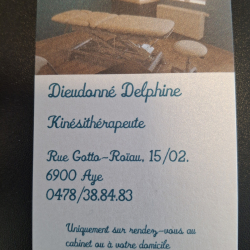 Dieudonné Delphine
Kinésithérapeute
Rue Gotto-Roïau, 15/02.
6900 Aye
0478/38.84.83
Uniquement sur rendez-vous au
cabinet ou à votre domicile.